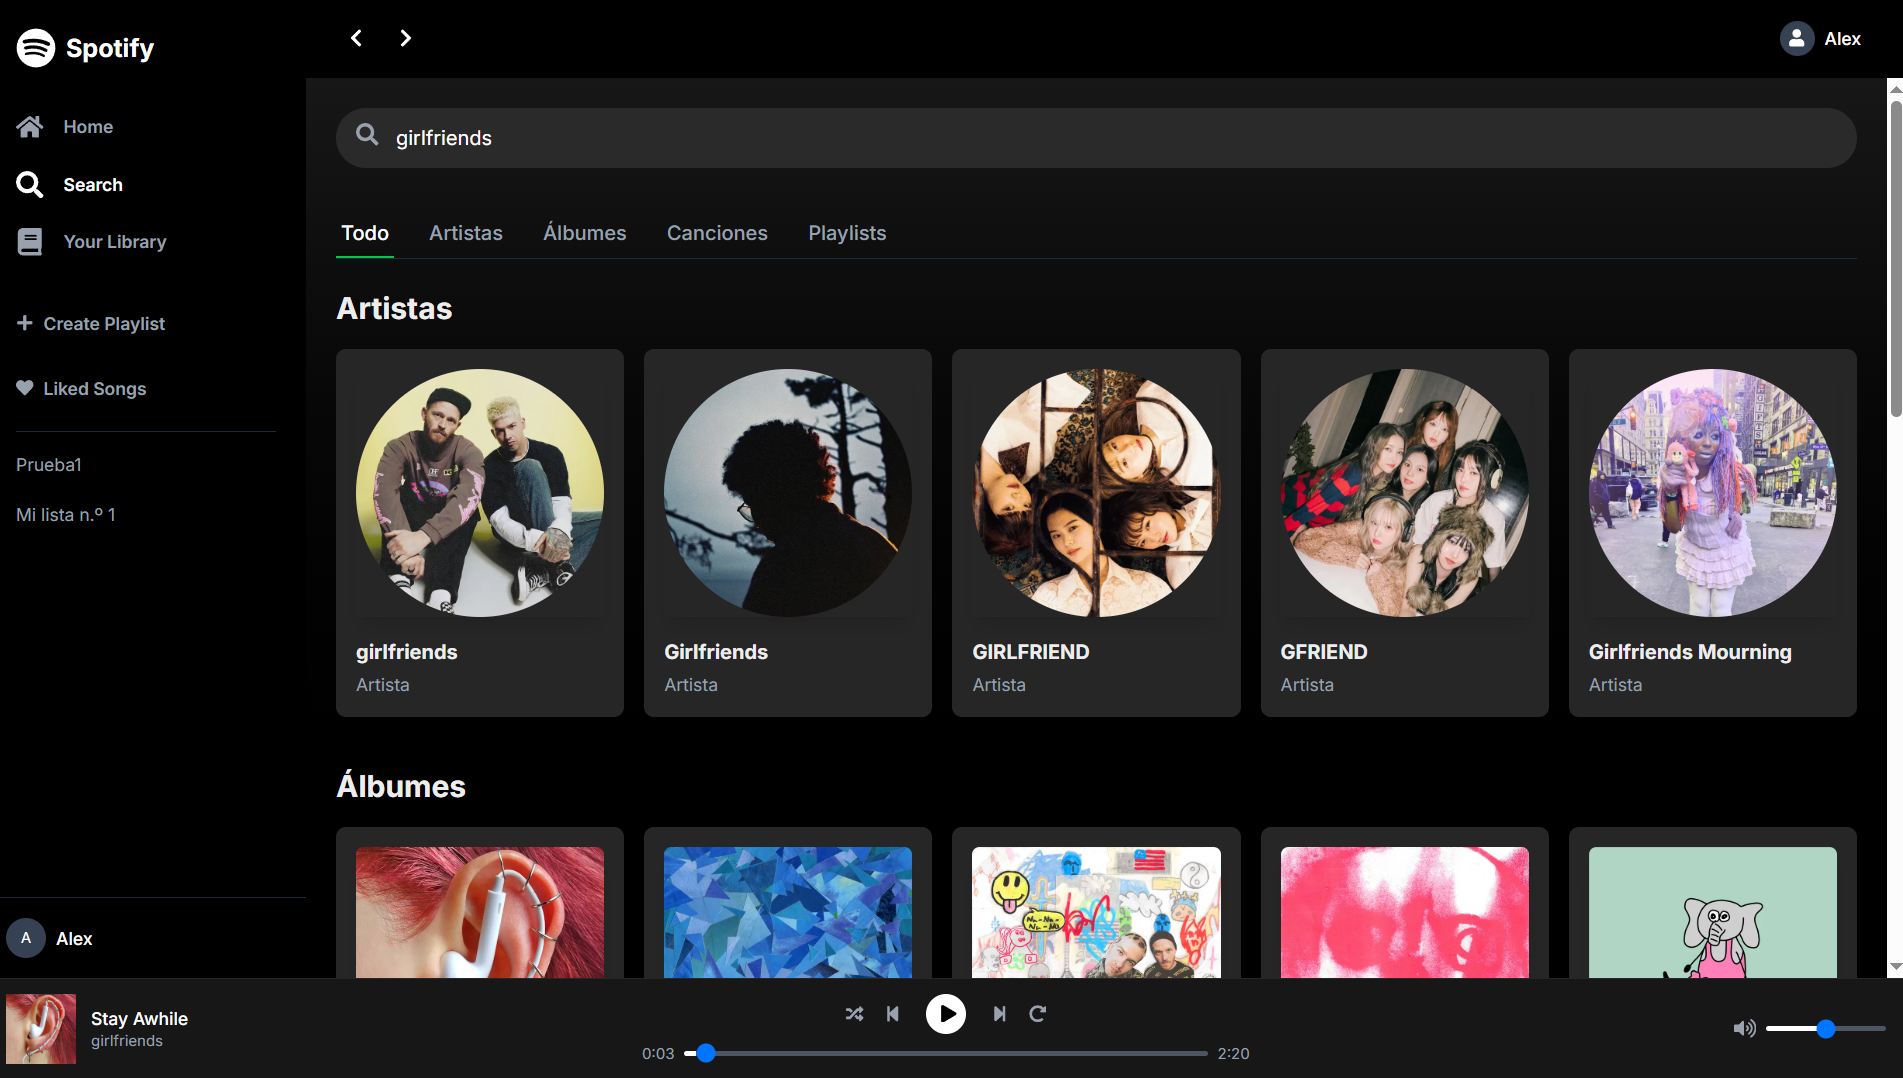 Spotify
Home
Search
Your Library
Create Playlist
Liked Songs
Prueba1
Mi lista n.º 1
A
Alex
Alex
girlfriends
Todo
Artistas
Álbumes
Canciones
Playlists
Artistas
girlfriends
Artista
Girlfriends
Artista
GIRLFRIEND
Artista
GFRIEND
Artista
Girlfriends Mourning
Artista
Álbumes
Stay Awhile
girlfriends
0:03
2:20